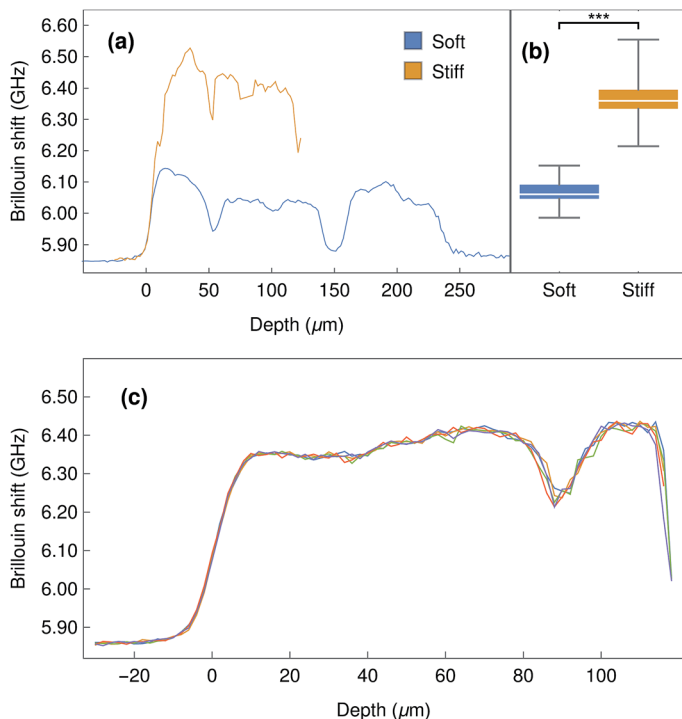 (a)
Soft
Stiff
Brillouin shift (GHz)
6.60
6.50
6.40
6.30
6.20
6.10
6.00
5.90
0 50 100 150 200 250
Depth (µm)
(b)
***
Soft Stiff
(c)
Brillouin shift (GHz)
6.50
6.40
6.30
6.20
6.10
6.00
5.90
−20 0 20 40 60 80 100
Depth (µm)